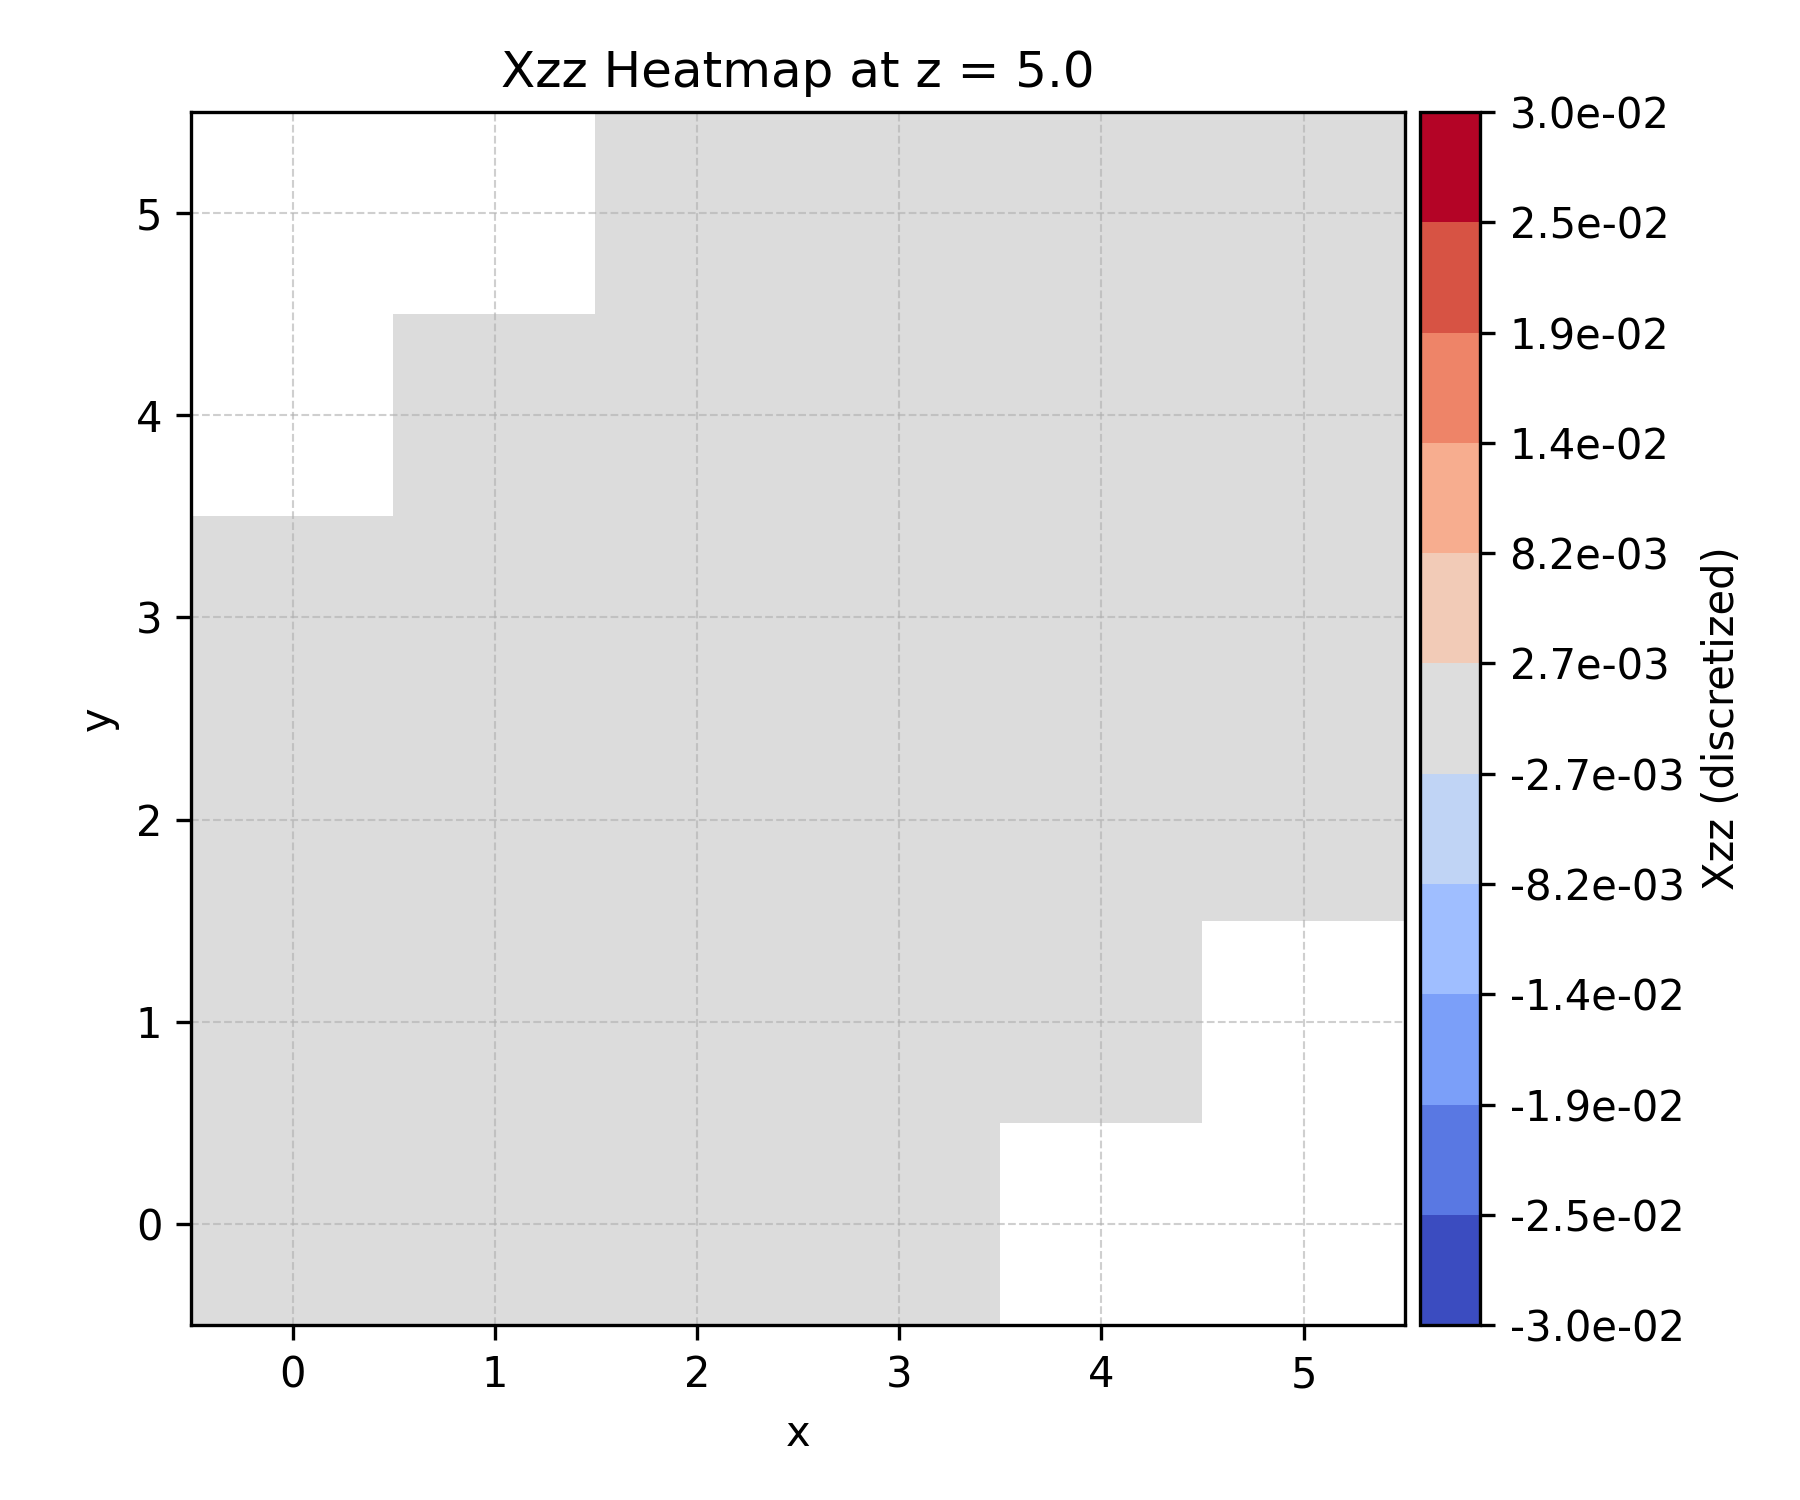 Xzz Heatmap at z = 5.0
5
4
3
2
1
0
y
0 1 2 3 4 5
x
3.0e-02
2.5e-02
1.9e-02
1.4e-02
8.2e-03
2.7e-03
-2.7e-03
-8.2e-03
-1.4e-02
-1.9e-02
-2.5e-02
-3.0e-02
Xzz (discretized)